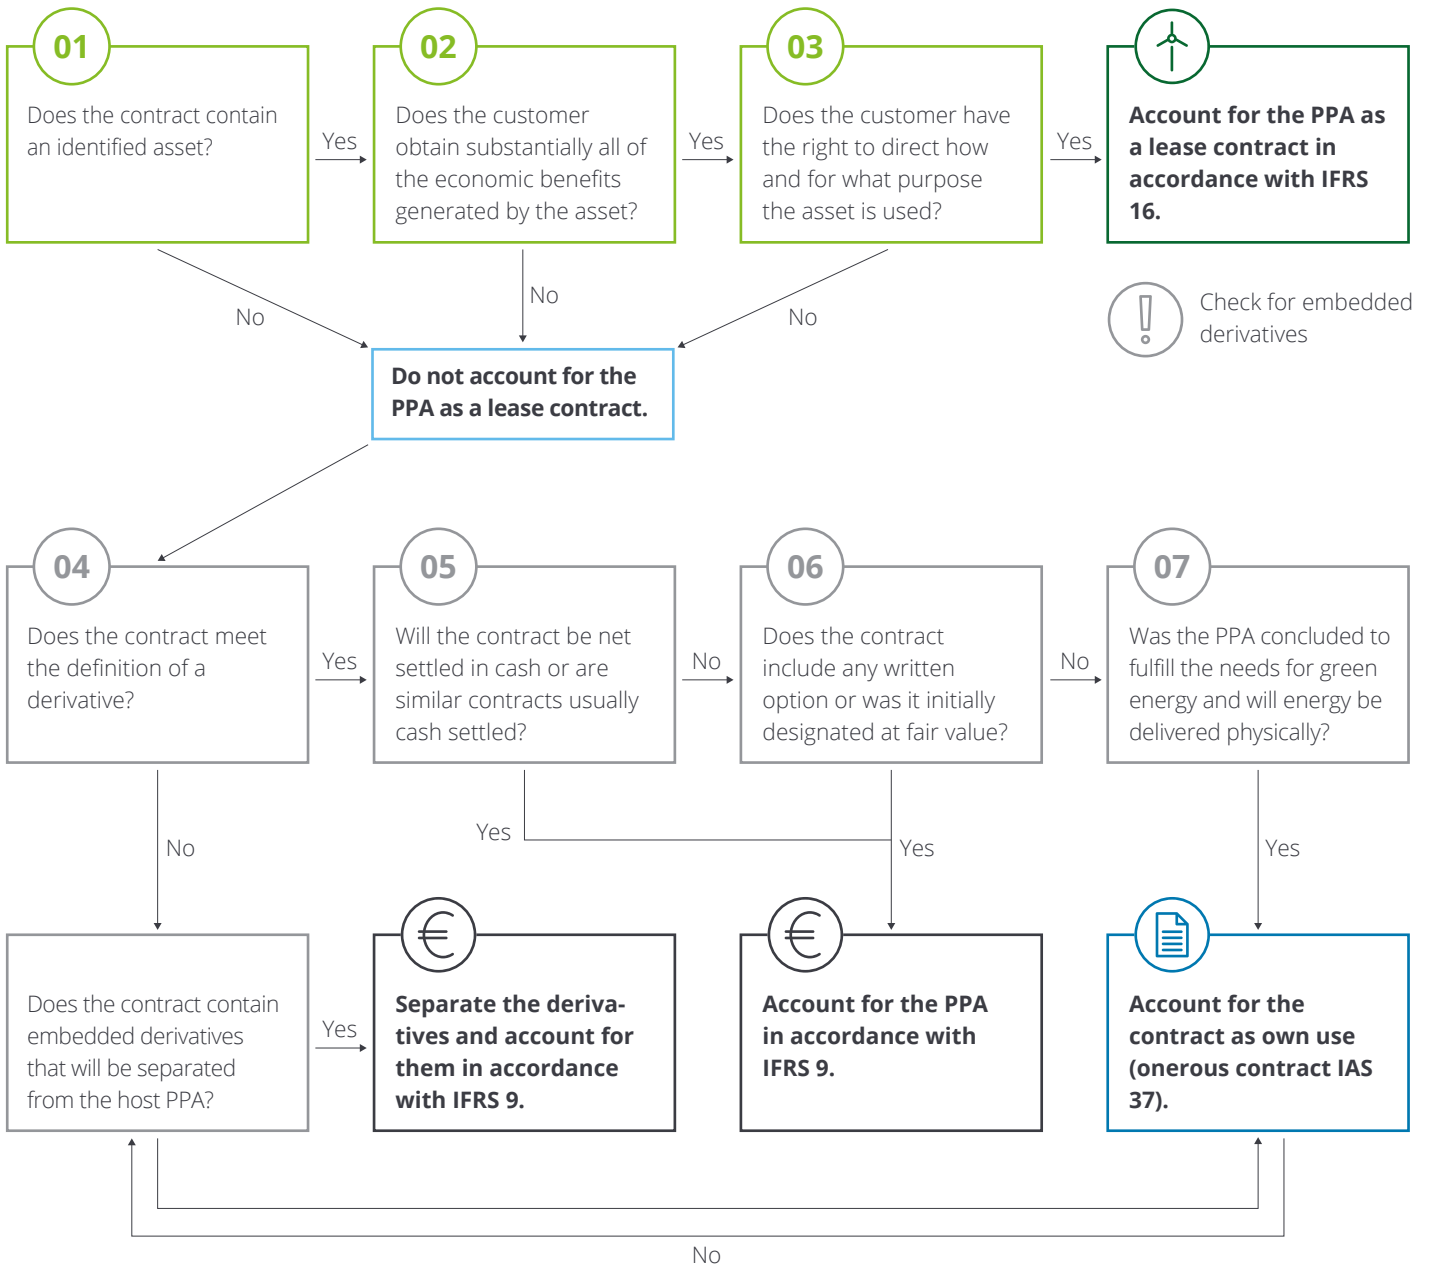 01
Does the contract contain
an identified asset?
Yes
02
Does the customer
obtain substantially all of
the economic benefits
generated by the asset?
Yes
03
Does the customer have
the right to direct how
and for what purpose
the asset is used?
Yes
Account for the PPA as
a lease contract in
accordance with IFRS
16.
No
No
No
Check for embedded
derivatives
Do not account for the
PPA as a lease contract.
04
Does the contract meet
the definition of a
derivative?
Yes
05
Will the contract be net
settled in cash or are
similar contracts usually
cash settled?
No
06
Does the contract
include any written
option or was it initially
designated at fair value?
No
07
Was the PPA concluded to
fulfill the needs for green
energy and will energy be
delivered physically?
No
Yes
Yes
Yes
Does the contract contain
embedded derivatives
that will be separated
from the host PPA?
Yes
Separate the deriva-
tives and account for
them in accordance
with IFRS 9.
Account for the PPA
in accordance with
IFRS 9.
Account for the
contract as own use
(onerous contract IAS
37).
No